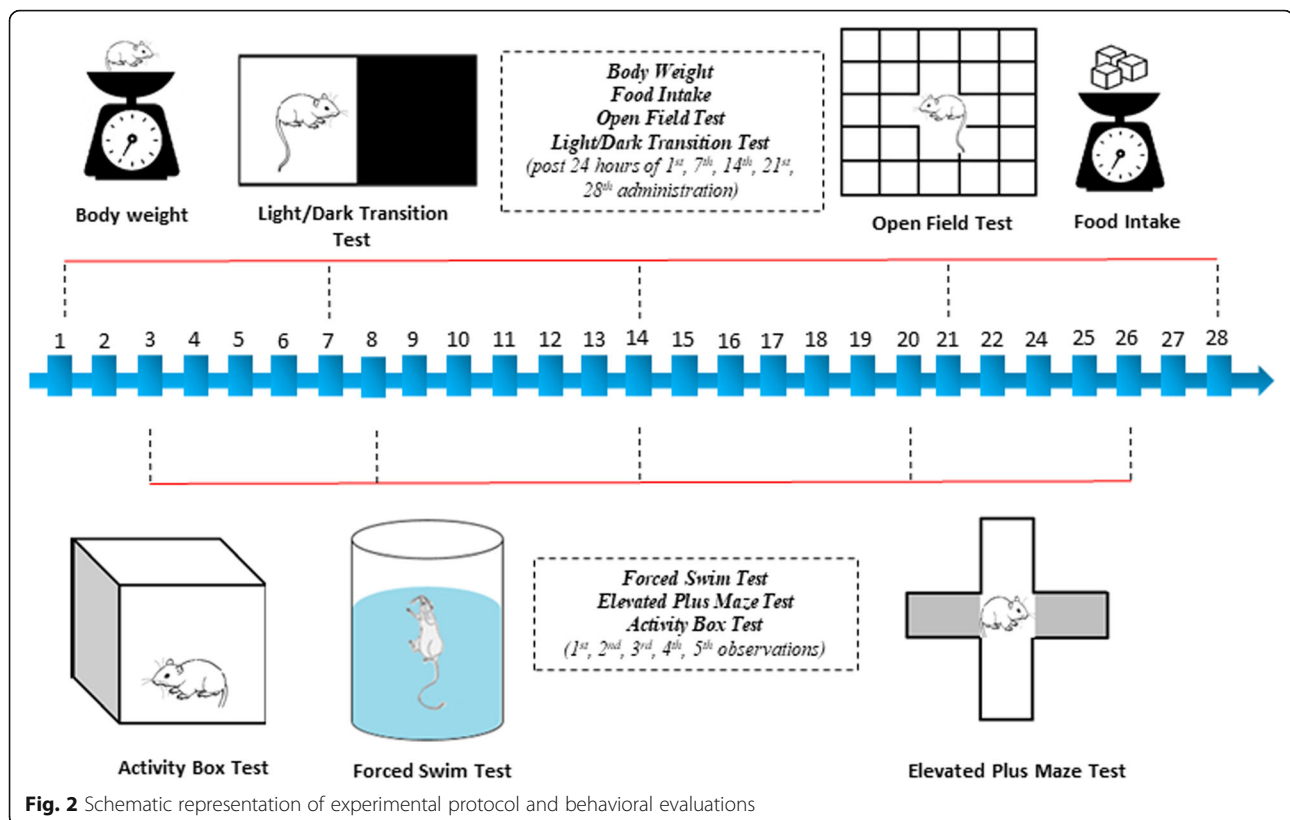 Body Weight
Food Intake
Open Field Test
Light/Dark Transition Test
(post 24 hours of 1st, 7th, 14th, 21st,
28th administration)
Body weight
Light/Dark Transition
Test
Open Field Test
Food Intake
1 2 3 4 5 6 7 8 9 10 11 12 13 14 15 16 17 18 19 20 21 22 24 25 26 27 28
Forced Swim Test
Elevated Plus Maze Test
Activity Box Test
(1st, 2nd, 3rd, 4th, 5th observations)
Activity Box Test
Forced Swim Test
Elevated Plus Maze Test
Fig. 2 Schematic representation of experimental protocol and behavioral evaluations